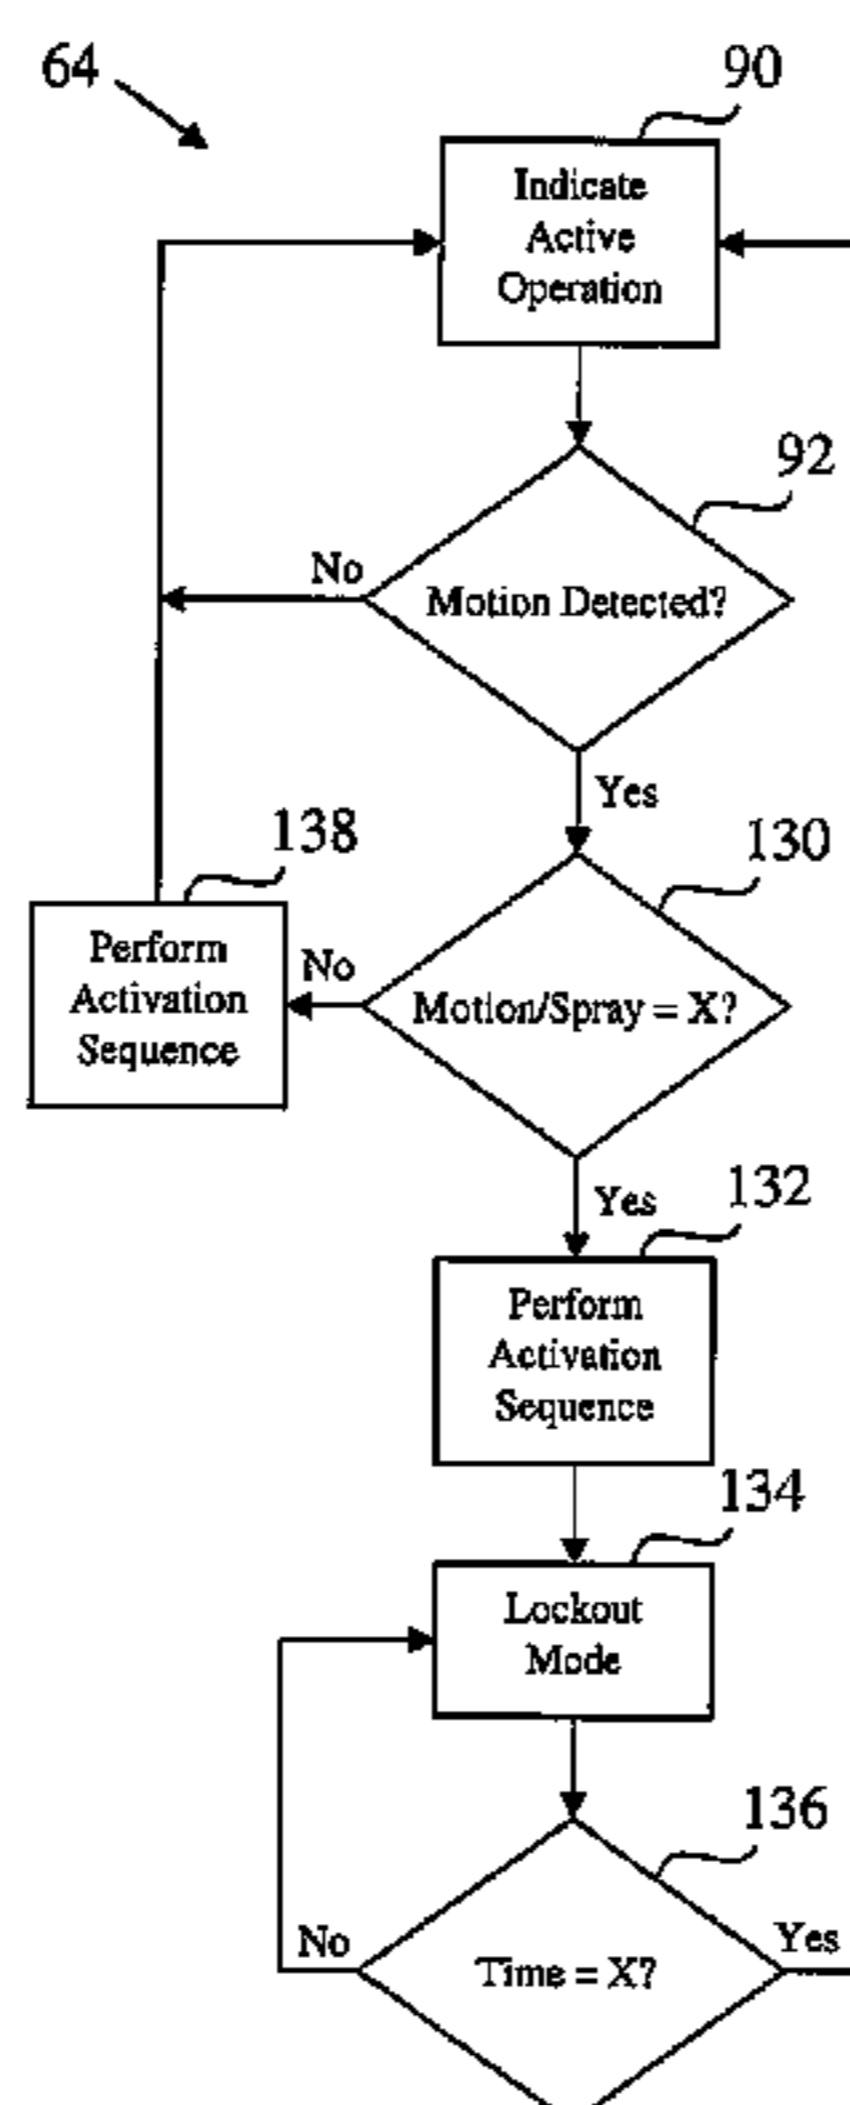 64
90
Indicate
Active
Operation
92
No
Motion Detected?
Yes
138
130
Perform
Activation
Sequence
No
Motion/Spray = X?
Yes
132
Perform
Activation
Sequence
134
Lockout
Mode
136
No
Time = X?
Yes